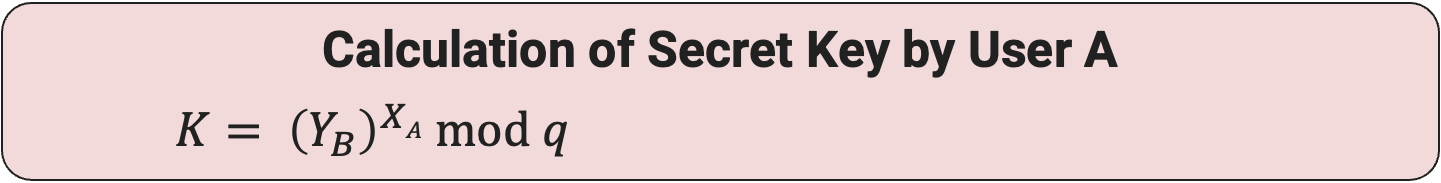 Calculation of Secret Key by User A
K = (Y_B)^{X_A} mod q